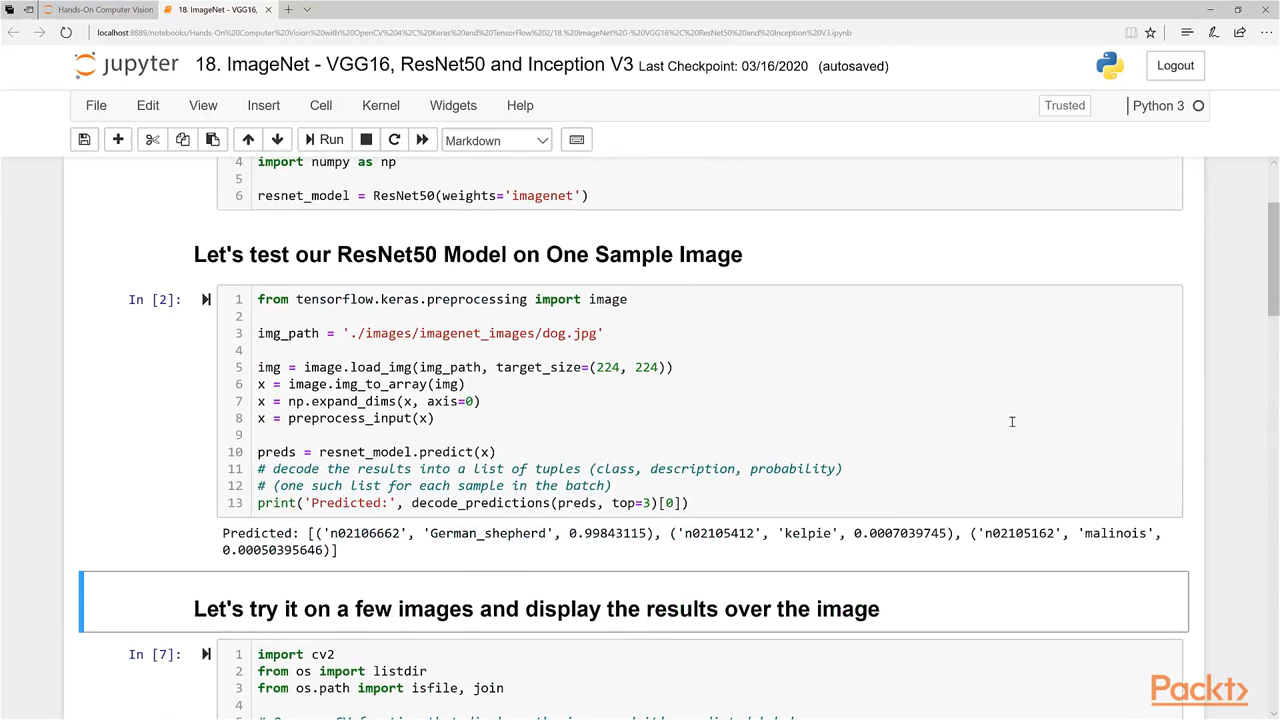 Hands-On Computer Vision
18. ImageNet - VGG16,
localhost:8889/notebooks/Hands-On%20Computer%20Vision%20with%20OpenCV%204%2C%20Keras%20and%20TensorFlow%202/18.%20ImageNet%20-%20VGG16%2C%20ResNet50%20and%20Inception%20V3.ipynb
jupyter 18. ImageNet - VGG16, ResNet50 and Inception V3 Last Checkpoint: 03/16/2020 (autosaved)
Logout
File Edit View Insert Cell Kernel Widgets Help
Trusted Python 3
Run Markdown
4 import numpy as np
5
6 resnet_model = ResNet50(weights='imagenet')
Let's test our ResNet50 Model on One Sample Image
In [2]:
1 from tensorflow.keras.preprocessing import image
2
3 img_path = './images/imagenet_images/dog.jpg'
4
5 img = image.load_img(img_path, target_size=(224, 224))
6 x = image.img_to_array(img)
7 x = np.expand_dims(x, axis=0)
8 x = preprocess_input(x)
9
10 preds = resnet_model.predict(x)
11 # decode the results into a list of tuples (class, description, probability)
12 # (one such list for each sample in the batch)
13 print('Predicted:', decode_predictions(preds, top=3)[0])
Predicted: [('n02106662', 'German_shepherd', 0.99843115), ('n02105412', 'kelpie', 0.0007039745), ('n02105162', 'malinois',
0.00050395646)]
Let's try it on a few images and display the results over the image
In [7]:
1 import cv2
2 from os import listdir
3 from os.path import isfile, join
4
Packt>